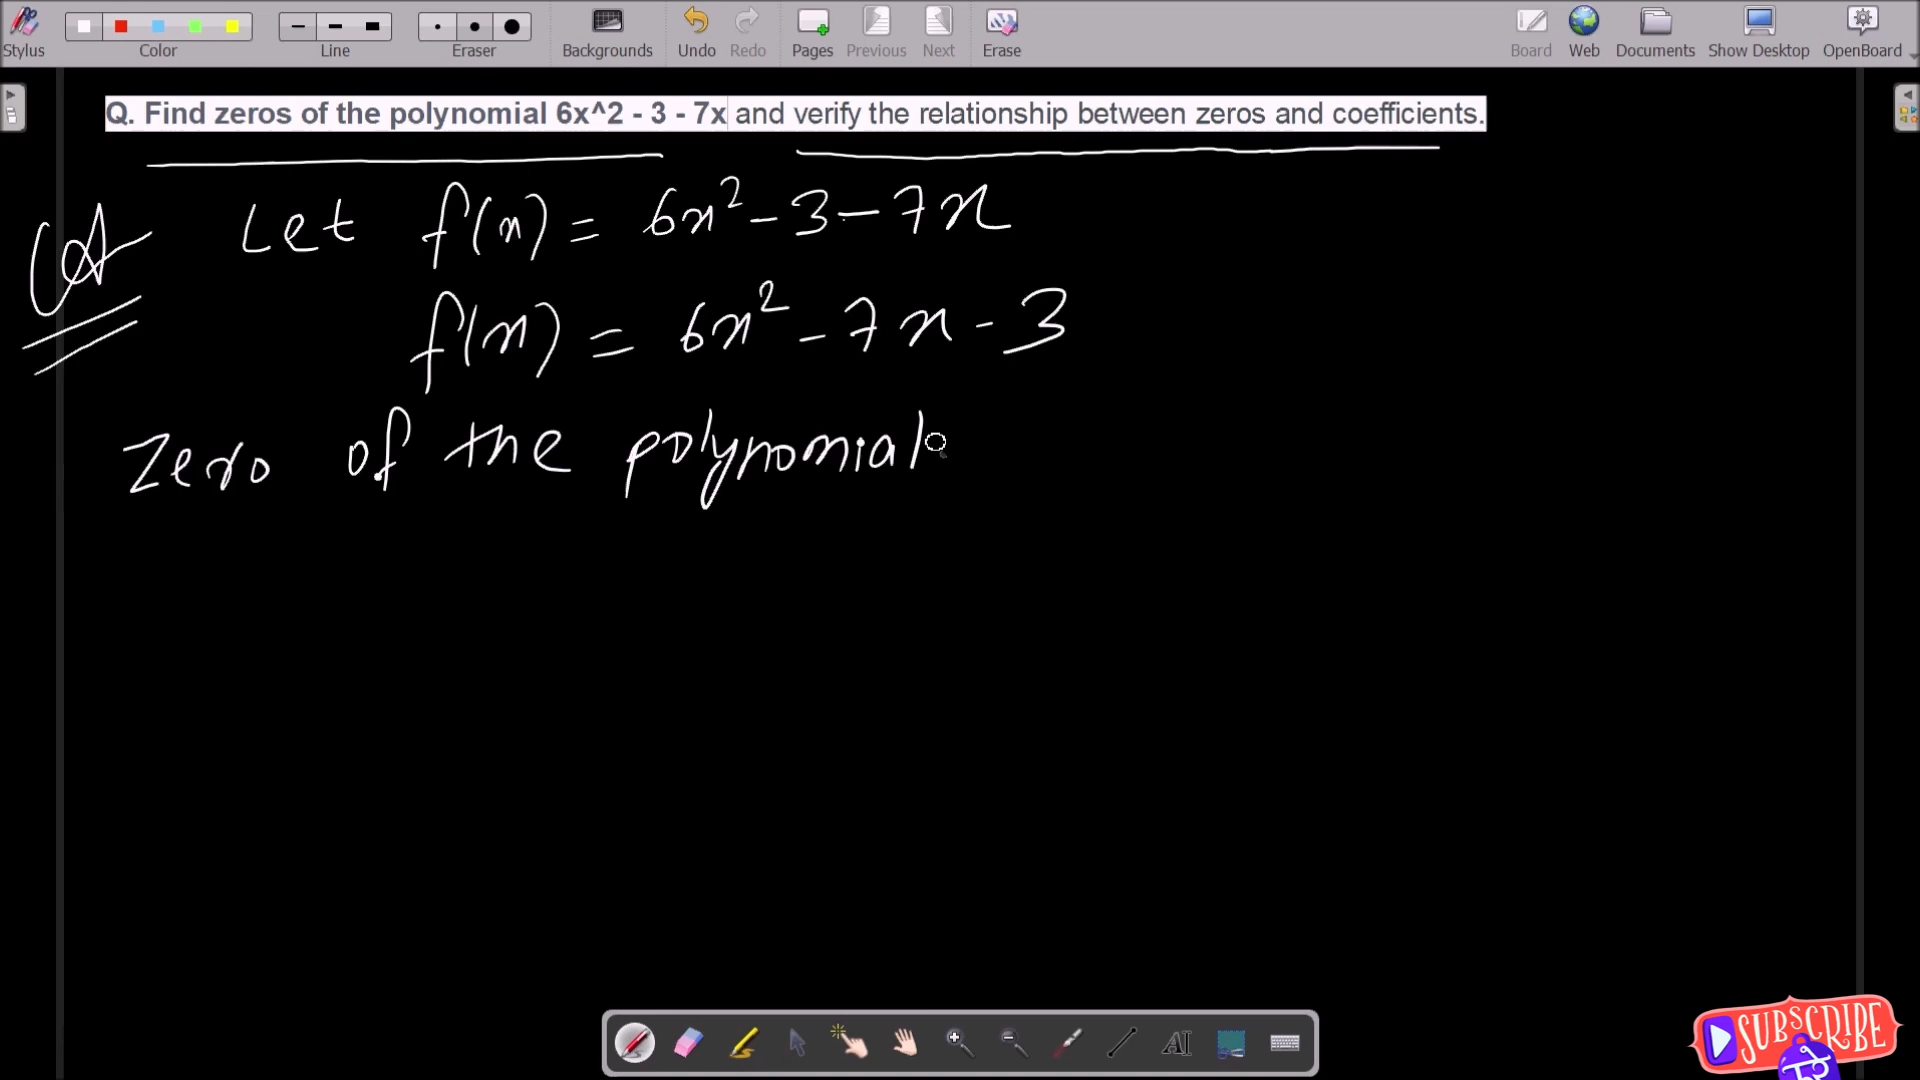 Stylus Color Line Eraser Backgrounds Undo Redo Pages Previous Next Erase Board Web Documents Show Desktop OpenBoard
Q. Find zeros of the polynomial 6x^2 - 3 - 7x and verify the relationship between zeros and coefficients.
Let f(x) = 6x² - 3 - 7x
f(x) = 6x² - 7x - 3
Zero of the polynomial
AI
SUBSCRIBE